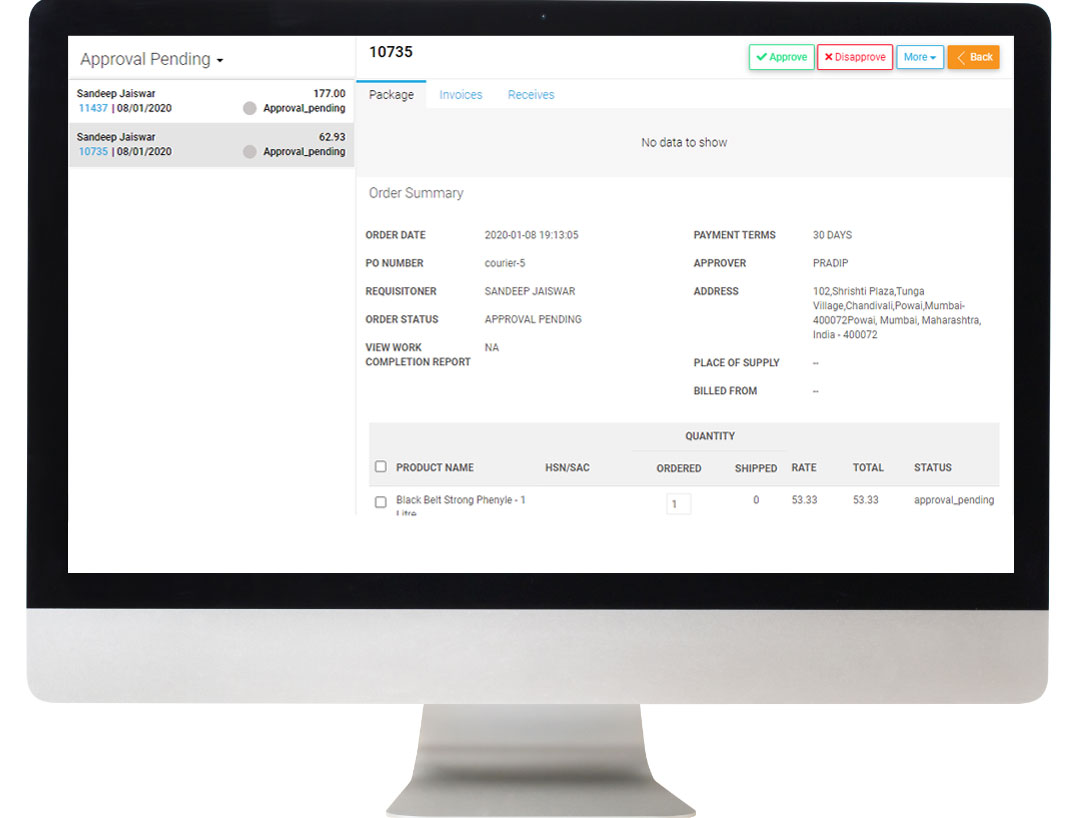 Approval Pending
Sandeep Jaiswar 177.00
11437 | 08/01/2020 Approval_pending
Sandeep Jaiswar 62.93
10735 | 08/01/2020 Approval_pending
10735
Approve Disapprove More Back
Package Invoices Receives
No data to show
Order Summary
ORDER DATE 2020-01-08 19:13:05
PO NUMBER courier-5
REQUISITONER SANDEEP JAISWAR
ORDER STATUS APPROVAL PENDING
VIEW WORK NA
COMPLETION REPORT
PAYMENT TERMS 30 DAYS
APPROVER PRADIP
ADDRESS 102,Shrishti Plaza,Tunga
Village,Chandivali,Powai,Mumbai-
400072Powai, Mumbai, Maharashtra,
India - 400072
PLACE OF SUPPLY --
BILLED FROM --
QUANTITY
PRODUCT NAME HSN/SAC ORDERED SHIPPED RATE TOTAL STATUS
Black Belt Strong Phenyle - 1 1 0 53.33 53.33 approval_pending
Litre